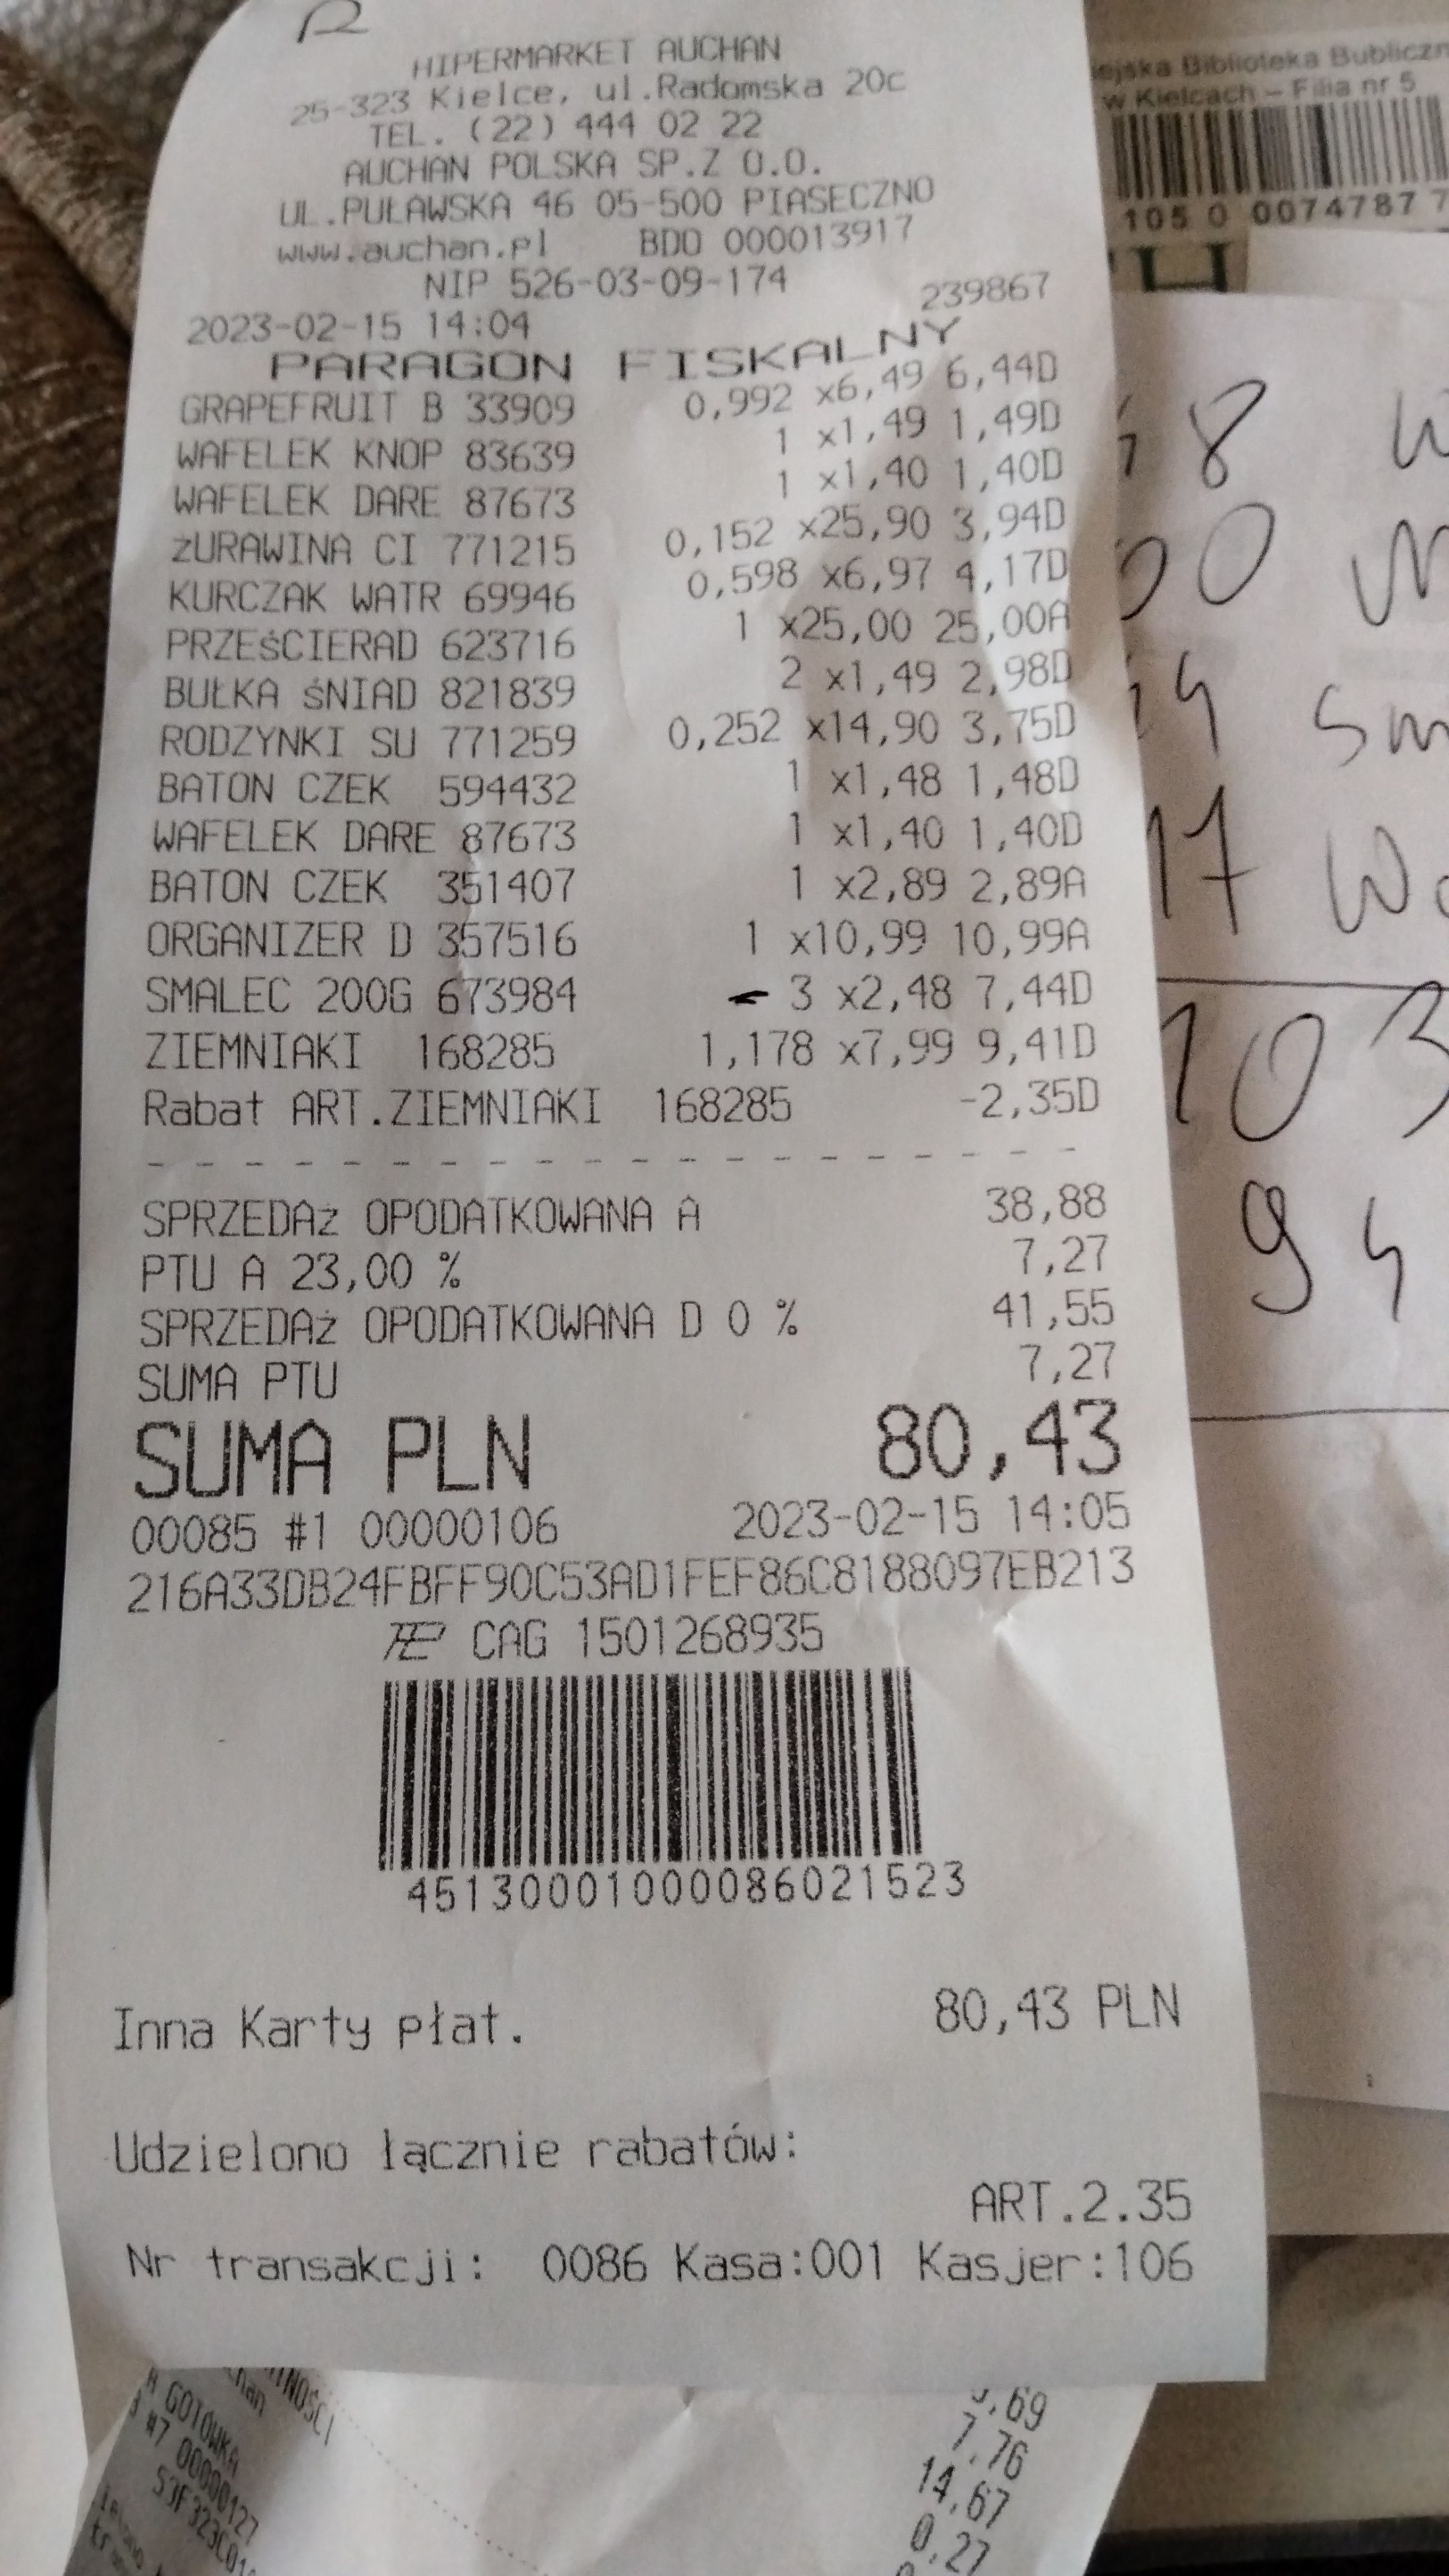 HIPERMARKET AUCHAN
25-323 Kielce, ul.Radomska 20c
TEL. (22) 444 02 22
AUCHAN POLSKA SP.Z O.O.
UL.PUŁAWSKA 46 05-500 PIASECZNO
www.auchan.pl BDO 000013917
NIP 526-03-09-174
2023-02-15 14:04 239867
PARAGON FISKALNY
GRAPEFRUIT B 33909 0,992 x6,49 6,44D
WAFELEK KNOP 83639 1 x1,49 1,49D
WAFELEK DARE 87673 1 x1,40 1,40D
żURAWINA CI 771215 0,152 x25,90 3,94D
KURCZAK WATR 69946 0,598 x6,97 4,17D
PRZEśCIERAD 623716 1 x25,00 25,00A
BUŁKA śNIAD 821839 2 x1,49 2,98D
RODZYNKI SU 771259 0,252 x14,90 3,75D
BATON CZEK 594432 1 x1,48 1,48D
WAFELEK DARE 87673 1 x1,40 1,40D
BATON CZEK 351407 1 x2,89 2,89A
ORGANIZER D 357516 1 x10,99 10,99A
SMALEC 200G 673984 3 x2,48 7,44D
ZIEMNIAKI 168285 1,178 x7,99 9,41D
Rabat ART.ZIEMNIAKI 168285 -2,35D
SPRZEDAż OPODATKOWANA A 38,88
PTU A 23,00 % 7,27
SPRZEDAż OPODATKOWANA D 0 % 41,55
SUMA PTU 7,27
SUMA PLN 80,43
00085 #1 00000106 2023-02-15 14:05
216A33DB24FBFF90C53AD1FEF86C8188097EB213
CAG 1501268935
45130001000086021523
Inna Karty płat. 80,43 PLN
Udzielono łącznie rabatów:
ART.2.35
Nr transakcji: 0086 Kasa:001 Kasjer:106
Biblioteka Bubliczn
w Kielcach – Filia nr 5
105 0 0074787 7
103
94
GOTÓWKA
#7 00000127
7,76
14,67
0,27